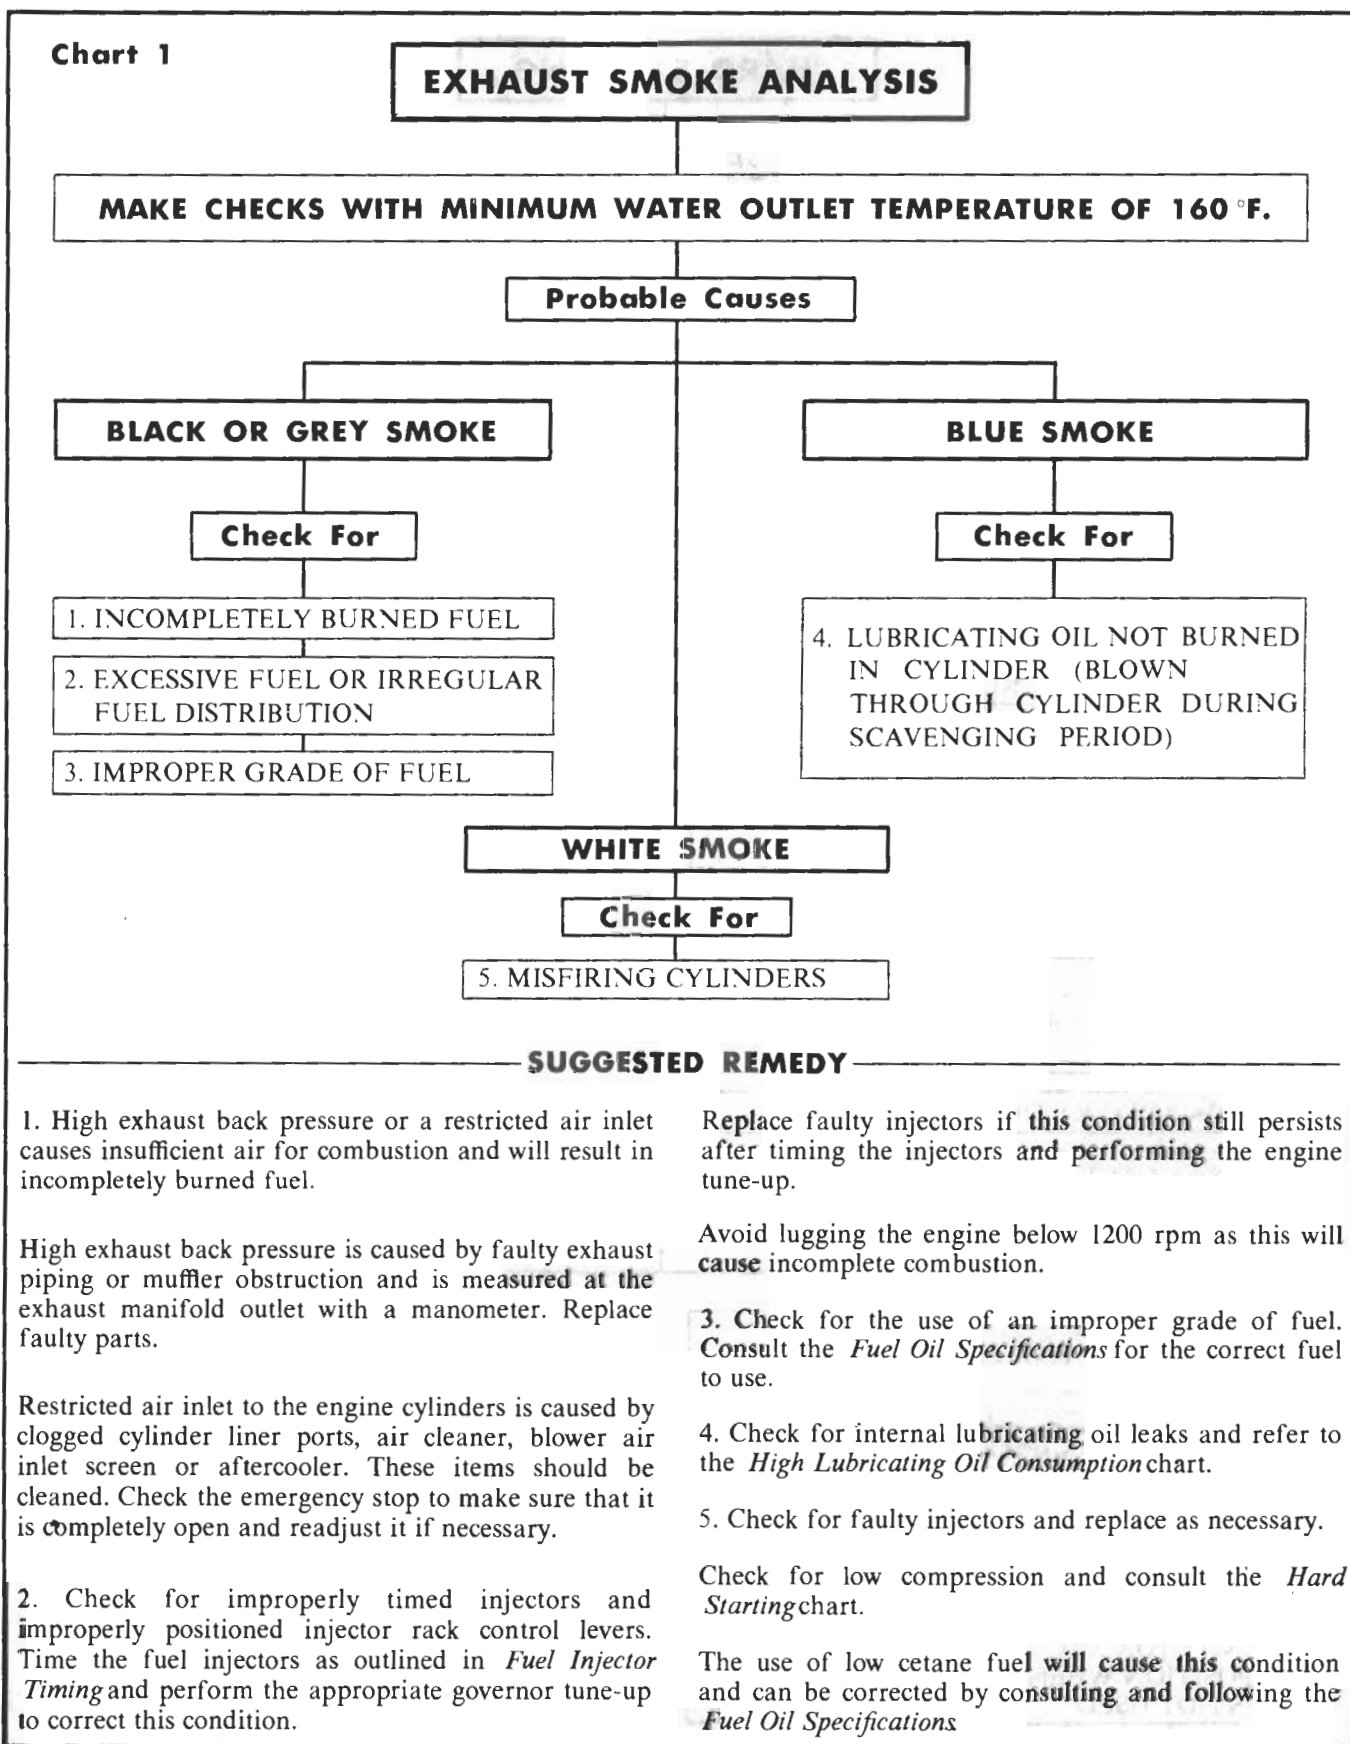 Chart 1
EXHAUST SMOKE ANALYSIS
MAKE CHECKS WITH MINIMUM WATER OUTLET TEMPERATURE OF 160 °F.
Probable Causes
BLACK OR GREY SMOKE
Check For
1. INCOMPLETELY BURNED FUEL
2. EXCESSIVE FUEL OR IRREGULAR
FUEL DISTRIBUTION
3. IMPROPER GRADE OF FUEL
BLUE SMOKE
Check For
4. LUBRICATING OIL NOT BURNED
IN CYLINDER (BLOWN
THROUGH CYLINDER DURING
SCAVENGING PERIOD)
WHITE SMOKE
Check For
5. MISFIRING CYLINDERS
SUGGESTED REMEDY
1. High exhaust back pressure or a restricted air inlet
causes insufficient air for combustion and will result in
incompletely burned fuel.
High exhaust back pressure is caused by faulty exhaust
piping or muffler obstruction and is measured at the
exhaust manifold outlet with a manometer. Replace
faulty parts.
Restricted air inlet to the engine cylinders is caused by
clogged cylinder liner ports, air cleaner, blower air
inlet screen or aftercooler. These items should be
cleaned. Check the emergency stop to make sure that it
is completely open and readjust it if necessary.
2. Check for improperly timed injectors and
improperly positioned injector rack control levers.
Time the fuel injectors as outlined in Fuel Injector
Timing and perform the appropriate governor tune-up
to correct this condition.
Replace faulty injectors if this condition still persists
after timing the injectors and performing the engine
tune-up.
Avoid lugging the engine below 1200 rpm as this will
cause incomplete combustion.
3. Check for the use of an improper grade of fuel.
Consult the Fuel Oil Specifications for the correct fuel
to use.
4. Check for internal lubricating oil leaks and refer to
the High Lubricating Oil Consumption chart.
5. Check for faulty injectors and replace as necessary.
Check for low compression and consult the Hard
Starting chart.
The use of low cetane fuel will cause this condition
and can be corrected by consulting and following the
Fuel Oil Specifications